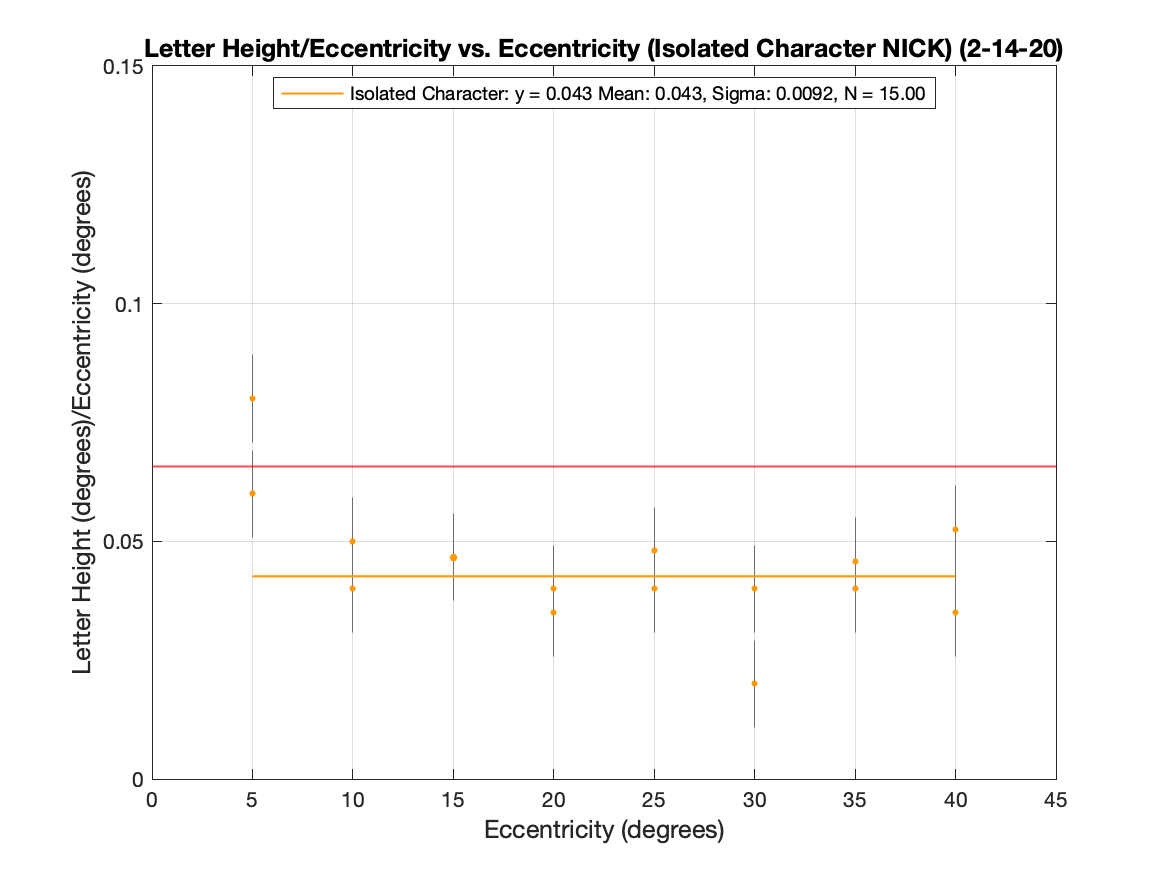 Letter Height/Eccentricity vs. Eccentricity (Isolated Character NICK) (2-14-20)
Isolated Character: y = 0.043 Mean: 0.043, Sigma: 0.0092, N = 15.00
Letter Height (degrees)/Eccentricity (degrees)
0.15
0.1
0.05
0
0 5 10 15 20 25 30 35 40 45
Eccentricity (degrees)